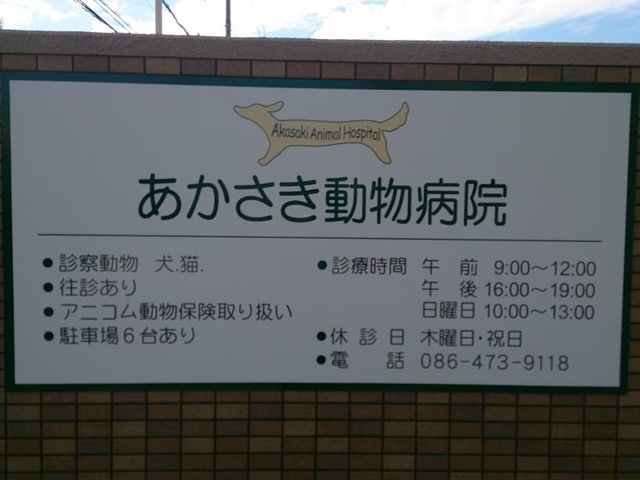 Akasaki Animal Hospital
あかさき動物病院
●診察動物 犬.猫.
●往診あり
●アニコム動物保険取り扱い
●駐車場6台あり
●診療時間 午前 9:00～12:00
午後 16:00～19:00
日曜日 10:00～13:00
●休診日 木曜日・祝日
●電話 086-473-9118